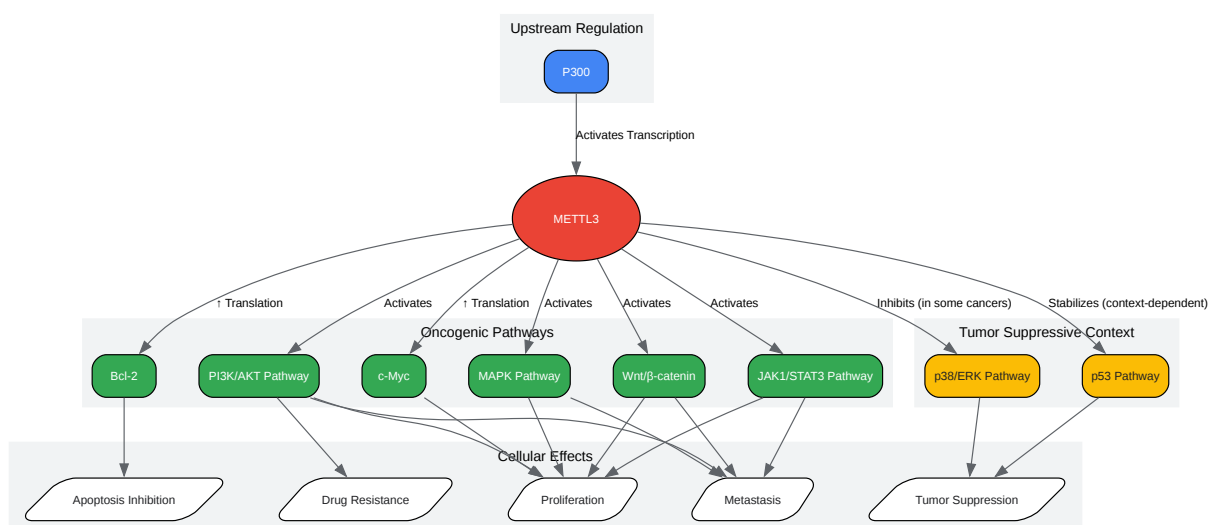 Upstream Regulation
P300
Activates Transcription
METTL3
↑ Translation
Activates
↑ Translation
Activates
Activates
Activates
Inhibits (in some cancers)
Stabilizes (context-dependent)
Oncogenic Pathways
Tumor Suppressive Context
Bcl-2
PI3K/AKT Pathway
c-Myc
MAPK Pathway
Wnt/β-catenin
JAK1/STAT3 Pathway
p38/ERK Pathway
p53 Pathway
Cellular Effects
Apoptosis Inhibition
Drug Resistance
Proliferation
Metastasis
Tumor Suppression